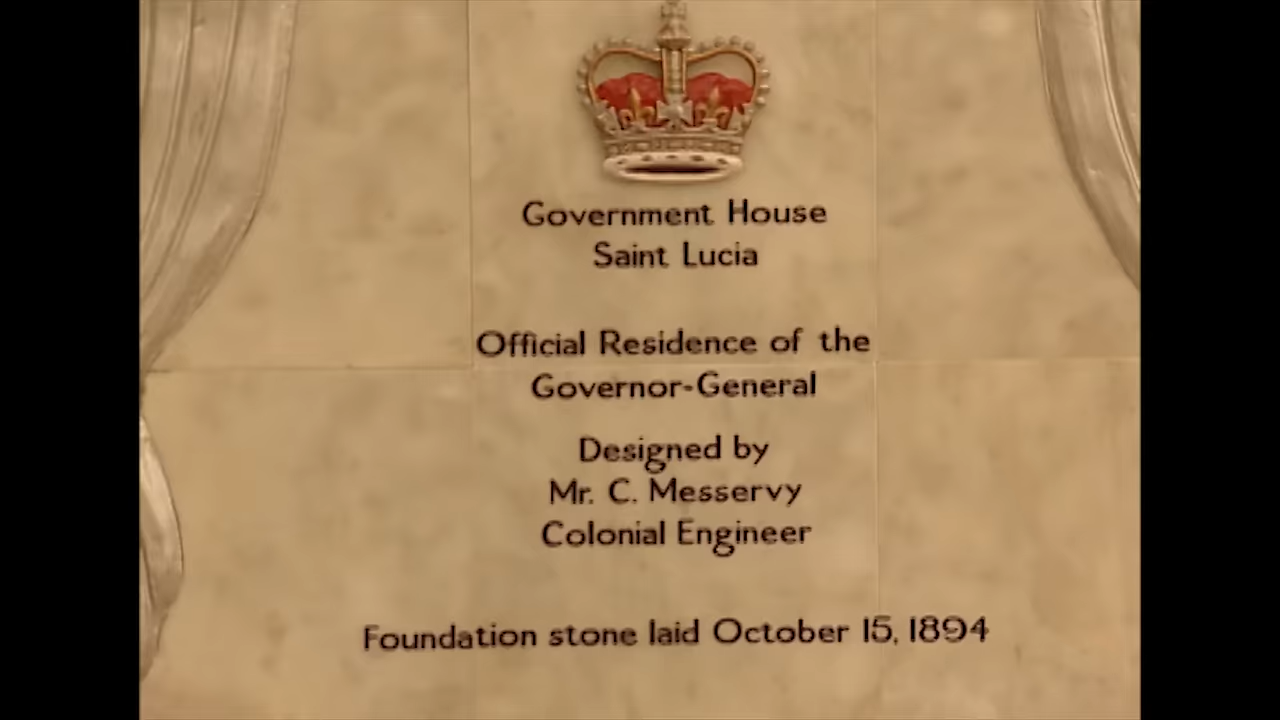 Government House
Saint Lucia
Official Residence of the
Governor-General
Designed by
Mr. C. Messervy
Colonial Engineer
Foundation stone laid October 15, 1894